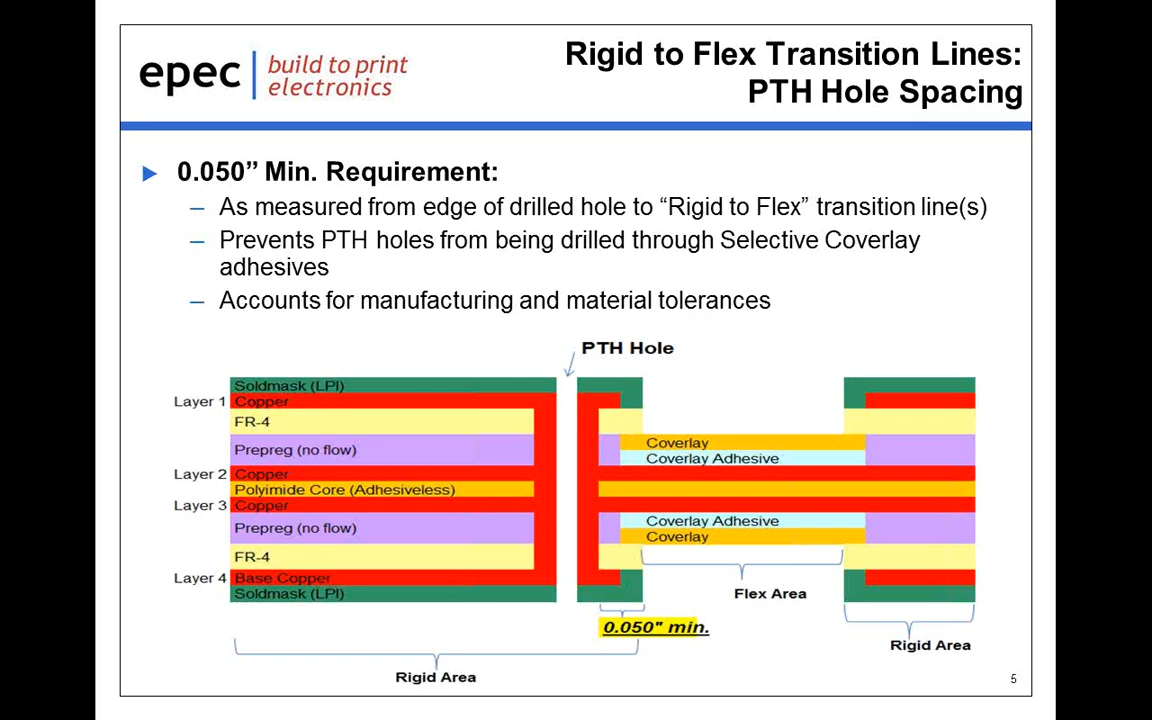 epec
build to print
electronics
Rigid to Flex Transition Lines:
PTH Hole Spacing
0.050” Min. Requirement:
– As measured from edge of drilled hole to “Rigid to Flex” transition line(s)
– Prevents PTH holes from being drilled through Selective Coverlay
adhesives
– Accounts for manufacturing and material tolerances
PTH Hole
Soldmask (LPI)
Layer 1 Copper
FR-4
Prepreg (no flow)
Coverlay
Coverlay Adhesive
Layer 2 Copper
Polyimide Core (Adhesiveless)
Layer 3 Copper
Prepreg (no flow)
Coverlay Adhesive
Coverlay
FR-4
Layer 4 Base Copper
Soldmask (LPI)
Flex Area
0.050" min.
Rigid Area
Rigid Area
5